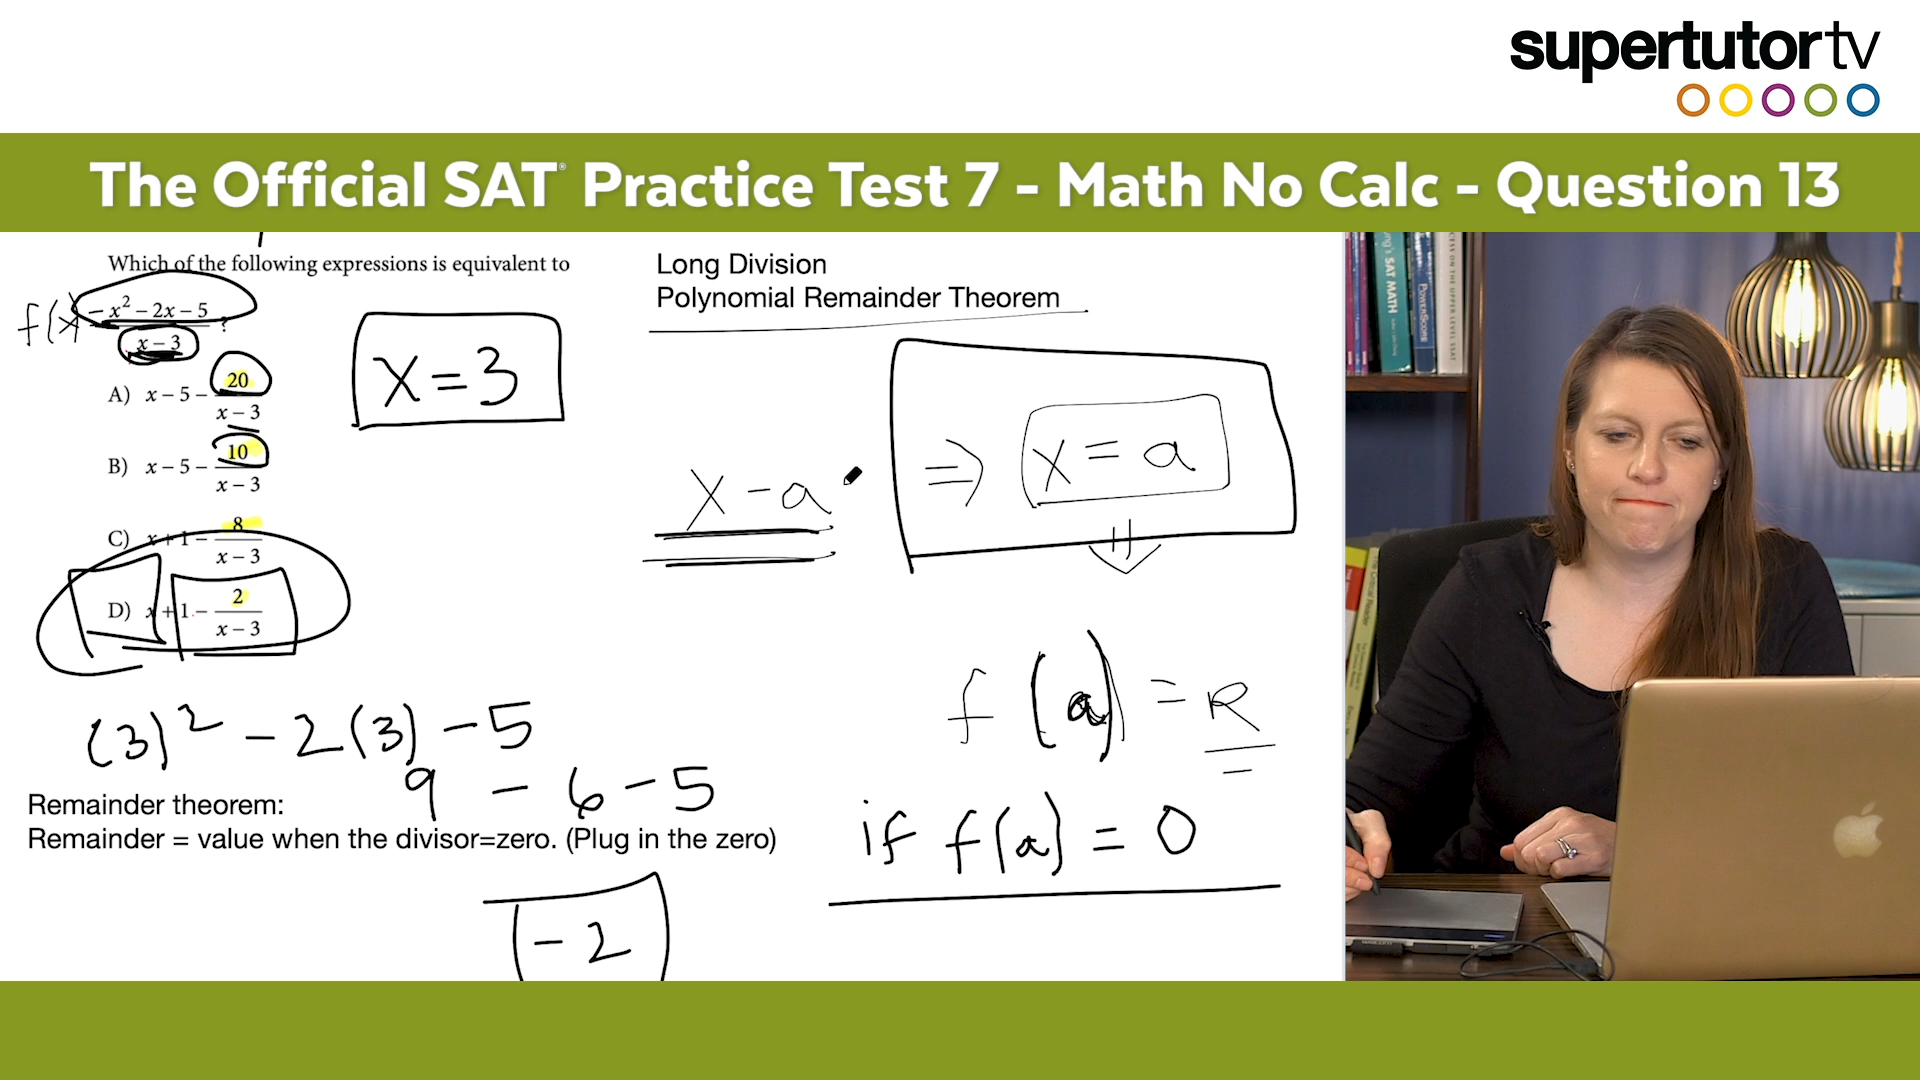 supertutortv
The Official SAT® Practice Test 7 - Math No Calc - Question 13
Which of the following expressions is equivalent to
f(x)
x² − 2x − 5
x − 3
?
A) x − 5 − 20
x − 3
B) x − 5 − 10
x − 3
C) x + 1 − 8
x − 3
D) x + 1 − 2
x − 3
x = 3
(3)² − 2(3) − 5
9 − 6 − 5
Remainder theorem:
Remainder = value when the divisor=zero. (Plug in the zero)
− 2
Long Division
Polynomial Remainder Theorem
x − a ⇒ x = a
⇓
f(a) = R
if f(a) = 0
SAT MATH
PowerScore